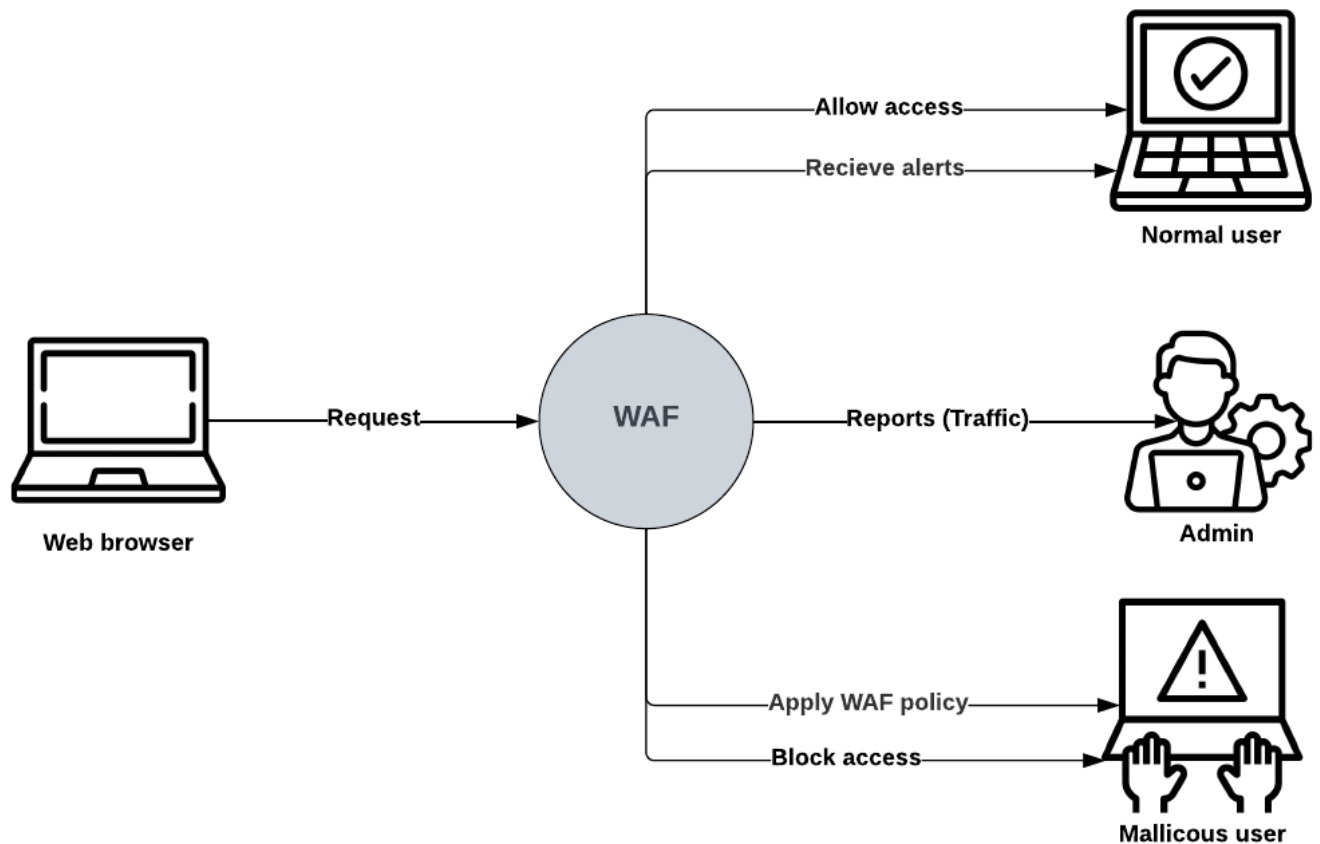 Allow access
Recieve alerts
Normal user
WAF
Request
Reports (Traffic)
Web browser
Admin
Apply WAF policy
Block access
Mallicous user